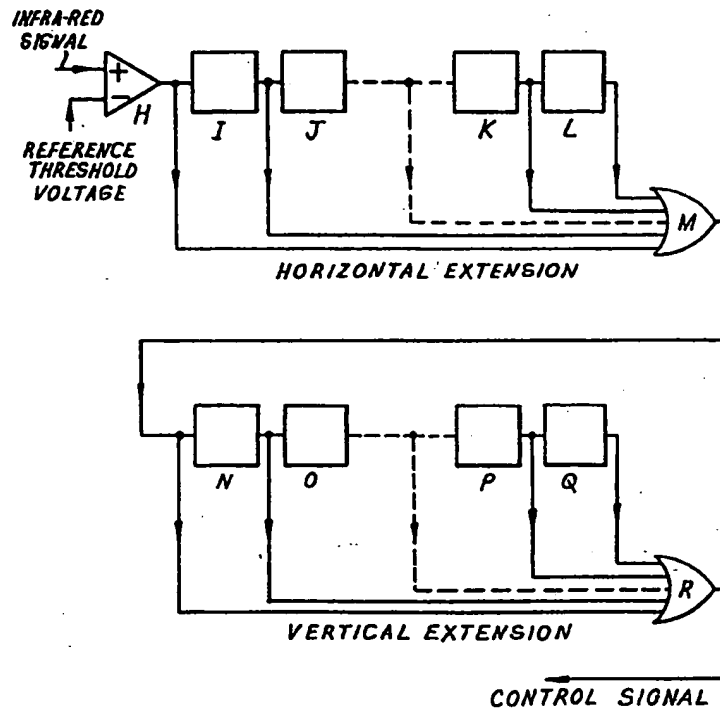 INFRA-RED
SIGNAL
+
−
H
I
J
K
L
REFERENCE
THRESHOLD
VOLTAGE
M
HORIZONTAL EXTENSION
N
O
P
Q
R
VERTICAL EXTENSION
CONTROL SIGNAL